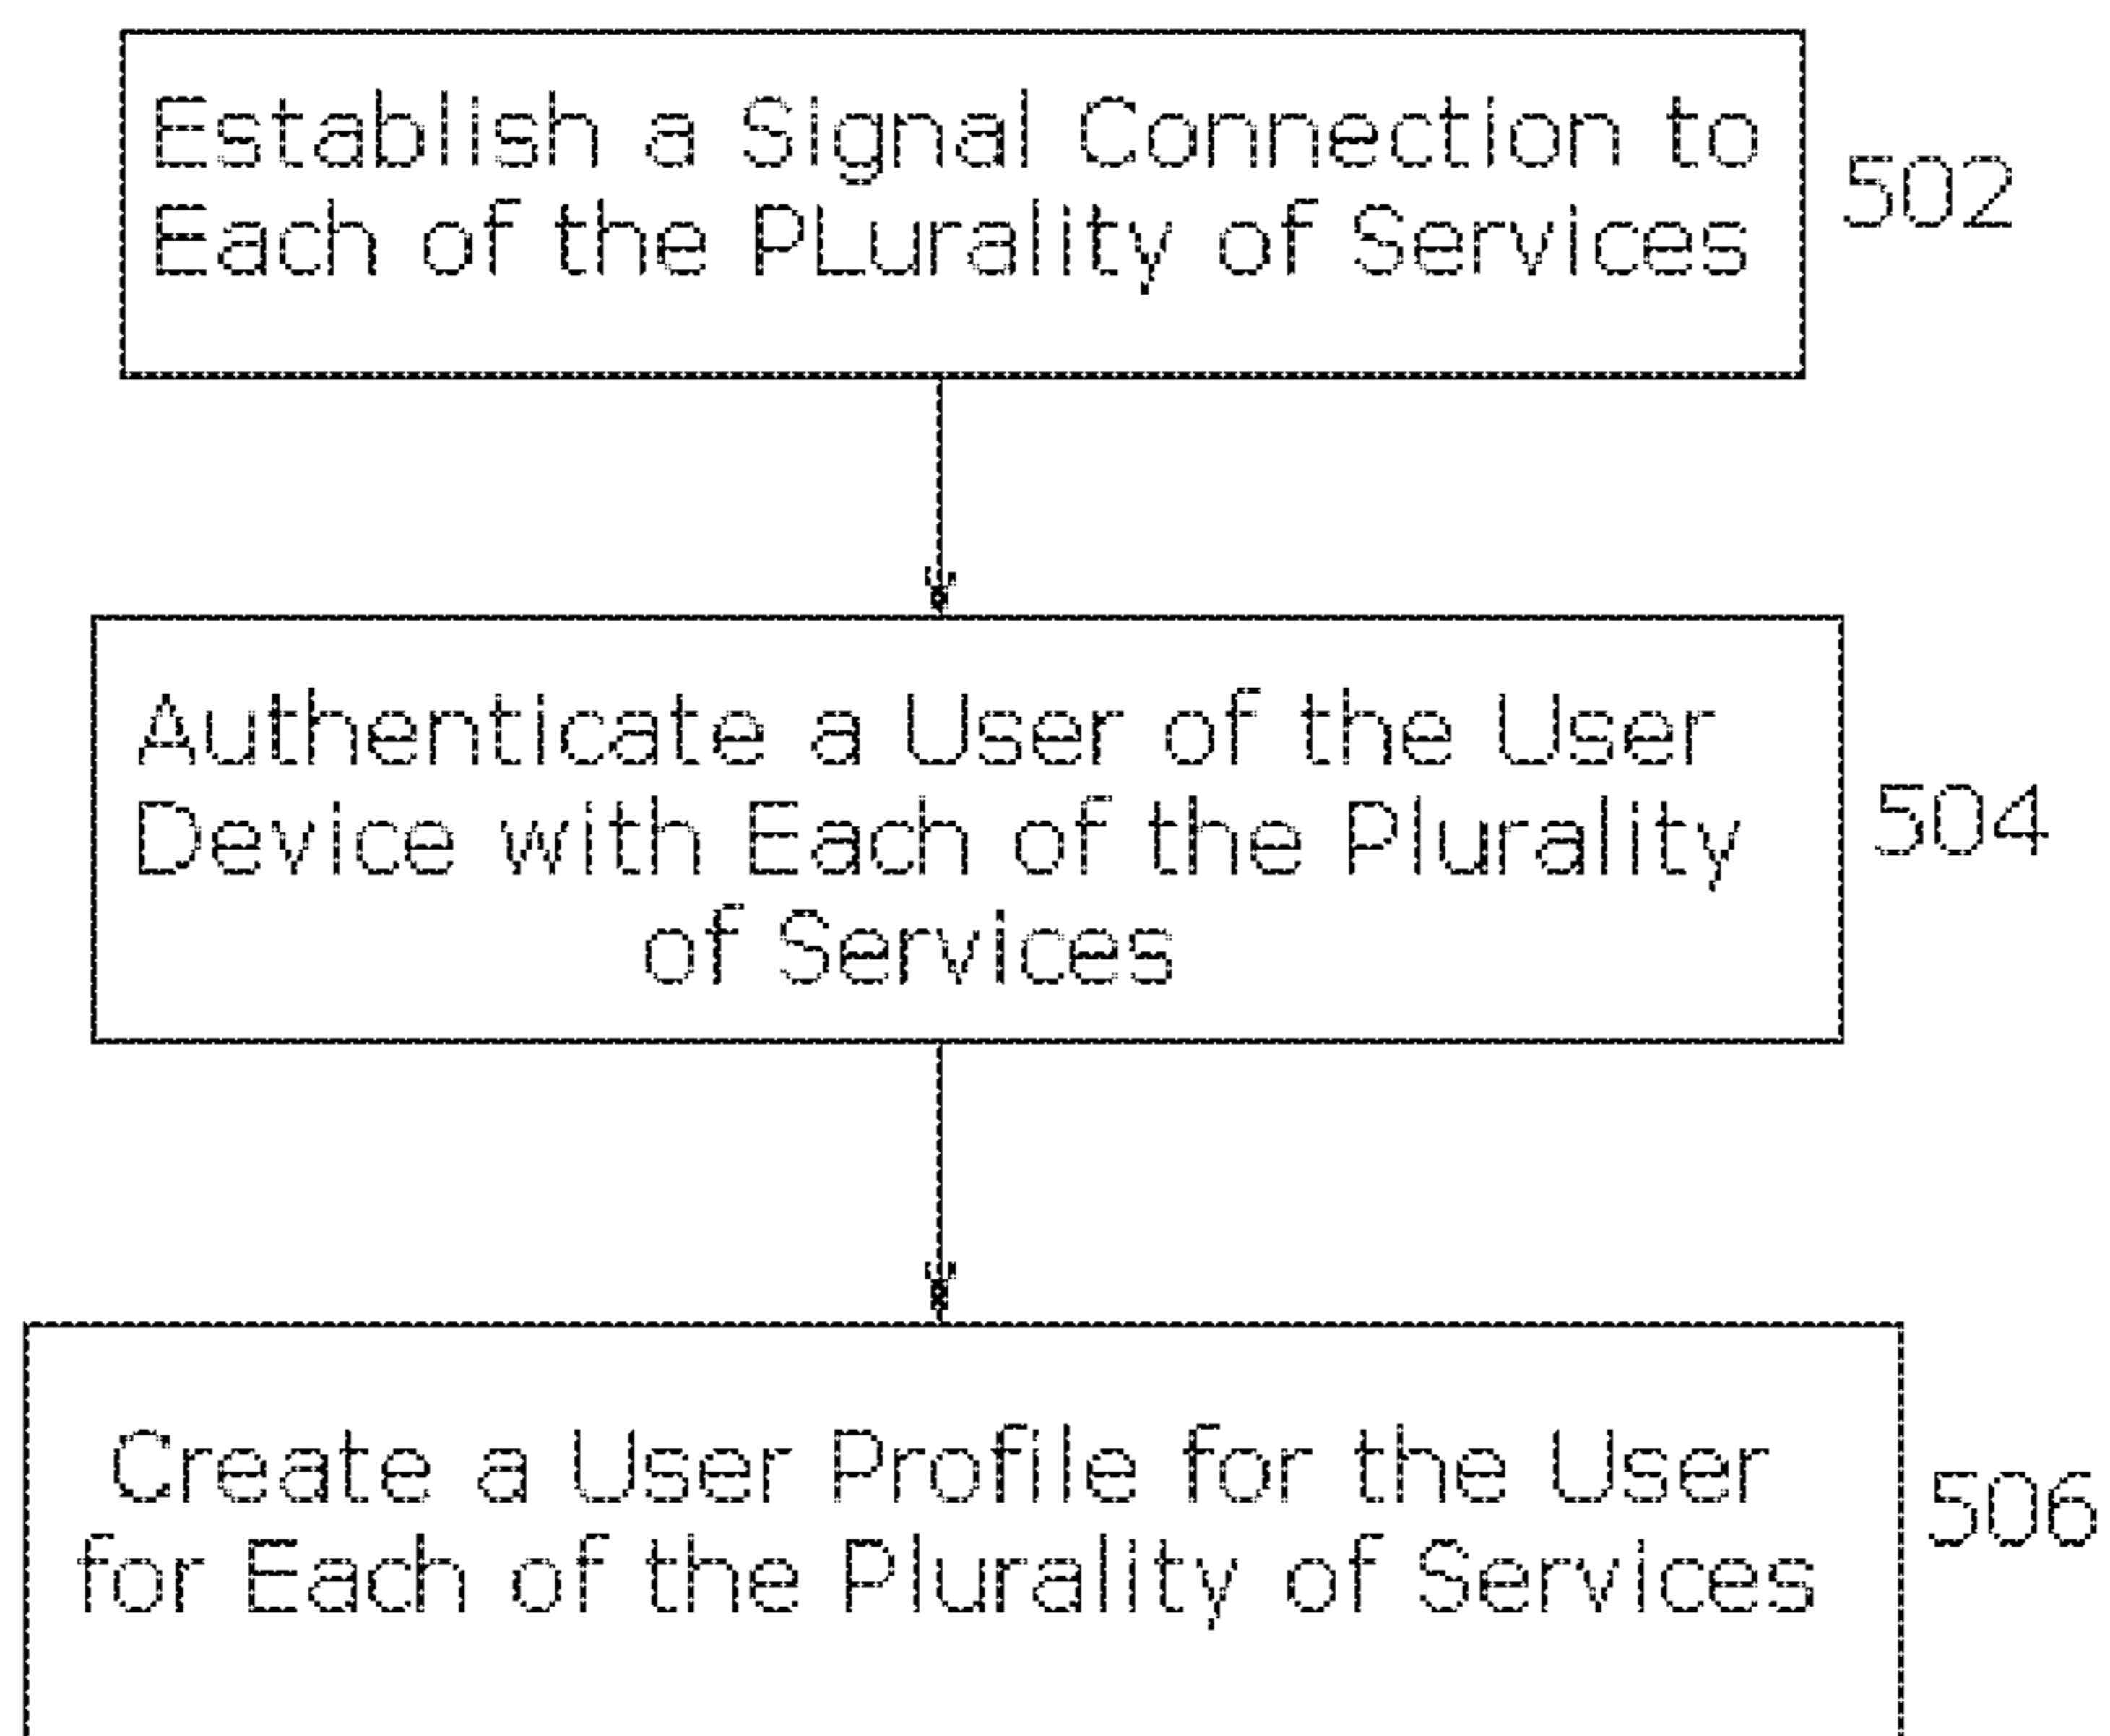 Establish a Signal Connection to
Each of the PLurality of Services
502
Authenticate a User of the User
Device with Each of the Plurality
of Services
504
Create a User Profile for the User
for Each of the Plurality of Services
506